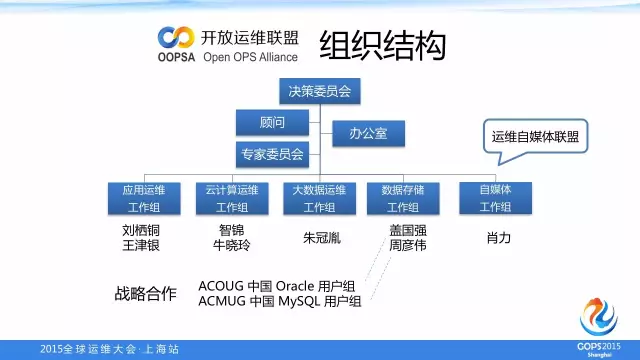 开放运维联盟
OOPSA Open OPS Alliance
组织结构
决策委员会
顾问
办公室
专家委员会
运维自媒体联盟
应用运维
工作组
云计算运维
工作组
大数据运维
工作组
数据存储
工作组
自媒体
工作组
刘栖铜
王津银
智锦
牛晓玲
朱冠胤
盖国强
周彦伟
肖力
战略合作
ACOUG 中国 Oracle 用户组
ACMUG 中国 MySQL 用户组
2015全球运维大会·上海站
GOPS2015
Shanghai